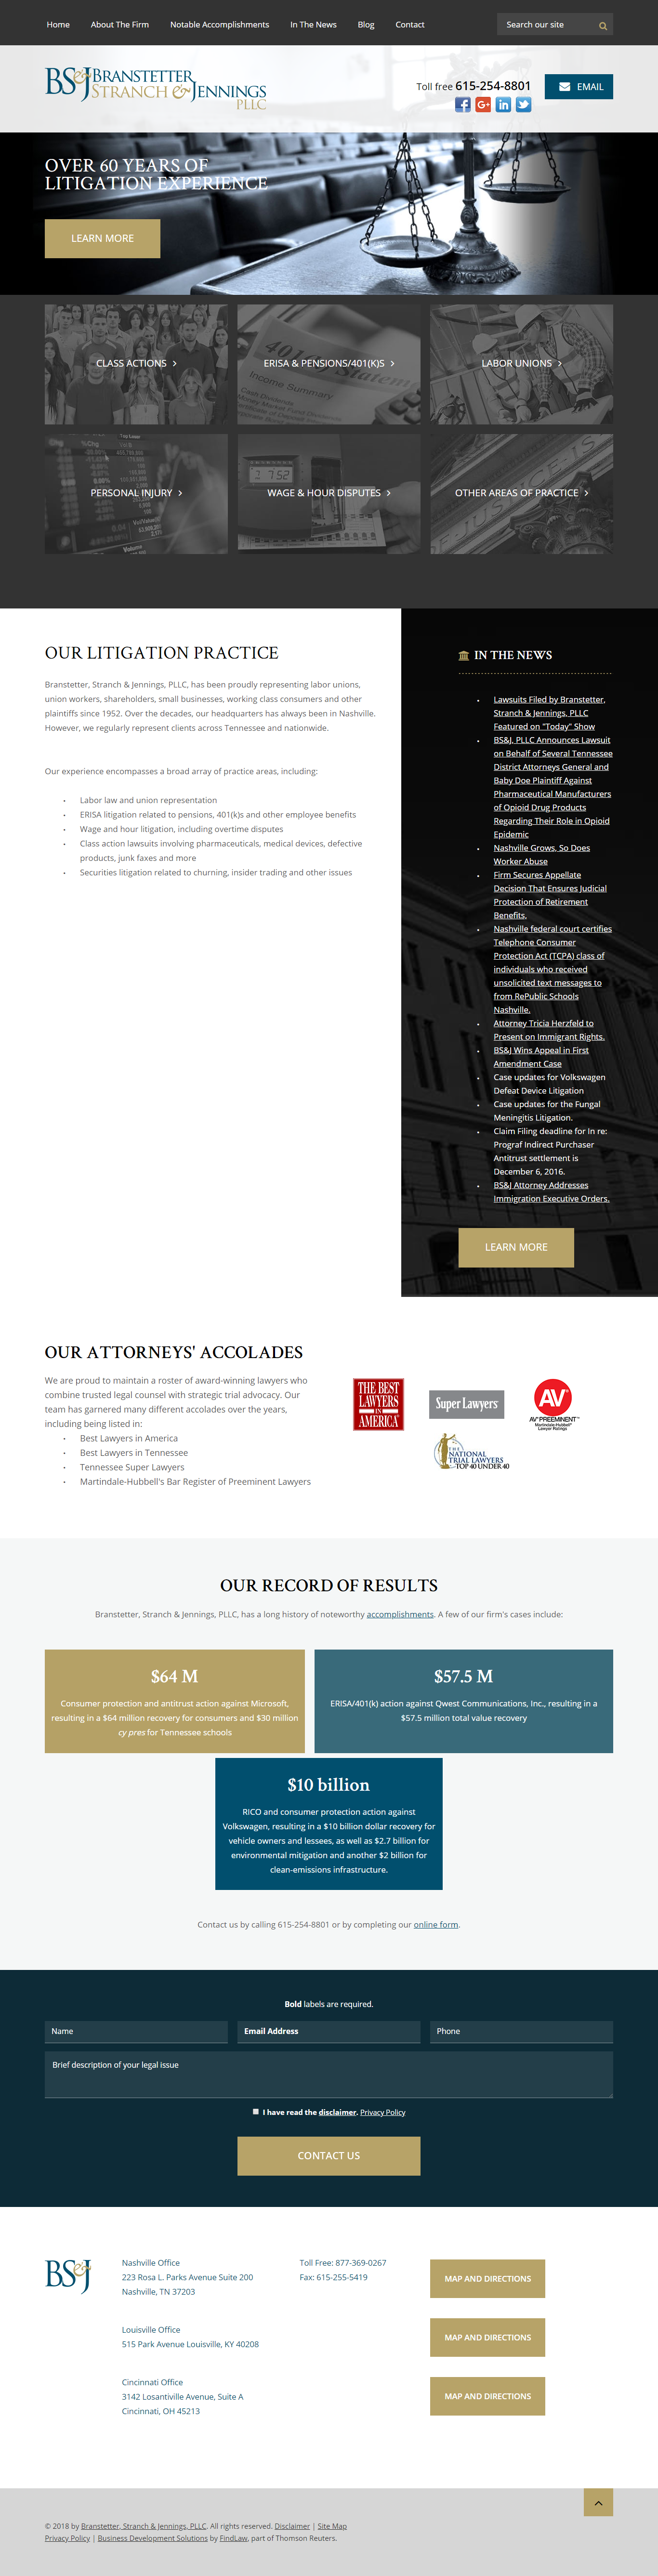 Home About The Firm Notable Accomplishments In The News Blog Contact Search our site
BS&J BRANSTETTER
STRANCH & JENNINGS
PLLC
Toll free 615-254-8801
EMAIL
OVER 60 YEARS OF
LITIGATION EXPERIENCE
LEARN MORE
CLASS ACTIONS
ERISA & PENSIONS/401(K)S
LABOR UNIONS
PERSONAL INJURY
WAGE & HOUR DISPUTES
OTHER AREAS OF PRACTICE
OUR LITIGATION PRACTICE
Branstetter, Stranch & Jennings, PLLC, has been proudly representing labor unions,
union workers, shareholders, small businesses, working class consumers and other
plaintiffs since 1952. Over the decades, our headquarters has always been in Nashville.
However, we regularly represent clients across Tennessee and nationwide.
Our experience encompasses a broad array of practice areas, including:
• Labor law and union representation
• ERISA litigation related to pensions, 401(k)s and other employee benefits
• Wage and hour litigation, including overtime disputes
• Class action lawsuits involving pharmaceuticals, medical devices, defective
products, junk faxes and more
• Securities litigation related to churning, insider trading and other issues
IN THE NEWS
• Lawsuits Filed by Branstetter,
Stranch & Jennings, PLLC
Featured on "Today" Show
• BS&J, PLLC Announces Lawsuit
on Behalf of Several Tennessee
District Attorneys General and
Baby Doe Plaintiff Against
Pharmaceutical Manufacturers
of Opioid Drug Products
Regarding Their Role in Opioid
Epidemic
• Nashville Grows, So Does
Worker Abuse
• Firm Secures Appellate
Decision That Ensures Judicial
Protection of Retirement
Benefits.
• Nashville federal court certifies
Telephone Consumer
Protection Act (TCPA) class of
individuals who received
unsolicited text messages to
from RePublic Schools
Nashville.
• Attorney Tricia Herzfeld to
Present on Immigrant Rights.
• BS&J Wins Appeal in First
Amendment Case
• Case updates for Volkswagen
Defeat Device Litigation
• Case updates for the Fungal
Meningitis Litigation.
• Claim Filing deadline for In re:
Prograf Indirect Purchaser
Antitrust settlement is
December 6, 2016.
• BS&J Attorney Addresses
Immigration Executive Orders.
LEARN MORE
OUR ATTORNEYS' ACCOLADES
We are proud to maintain a roster of award-winning lawyers who
combine trusted legal counsel with strategic trial advocacy. Our
team has garnered many different accolades over the years,
including being listed in:
• Best Lawyers in America
• Best Lawyers in Tennessee
• Tennessee Super Lawyers
• Martindale-Hubbell's Bar Register of Preeminent Lawyers
THE BEST
LAWYERS
IN
AMERICA
Super Lawyers
AV
AV PREEMINENT
Martindale-Hubbell
Lawyer Ratings
THE
NATIONAL
TRIAL LAWYERS
TOP 40 UNDER 40
OUR RECORD OF RESULTS
Branstetter, Stranch & Jennings, PLLC, has a long history of noteworthy accomplishments. A few of our firm's cases include:
$64 M
Consumer protection and antitrust action against Microsoft,
resulting in a $64 million recovery for consumers and $30 million
cy pres for Tennessee schools
$57.5 M
ERISA/401(k) action against Qwest Communications, Inc., resulting in a
$57.5 million total value recovery
$10 billion
RICO and consumer protection action against
Volkswagen, resulting in a $10 billion dollar recovery for
vehicle owners and lessees, as well as $2.7 billion for
environmental mitigation and another $2 billion for
clean-emissions infrastructure.
Contact us by calling 615-254-8801 or by completing our online form.
Bold labels are required.
Name Email Address Phone
Brief description of your legal issue
I have read the disclaimer. Privacy Policy
CONTACT US
BS&J
Nashville Office
223 Rosa L. Parks Avenue Suite 200
Nashville, TN 37203
Toll Free: 877-369-0267
Fax: 615-255-5419
MAP AND DIRECTIONS
Louisville Office
515 Park Avenue Louisville, KY 40208
MAP AND DIRECTIONS
Cincinnati Office
3142 Losantiville Avenue, Suite A
Cincinnati, OH 45213
MAP AND DIRECTIONS
© 2018 by Branstetter, Stranch & Jennings, PLLC. All rights reserved. Disclaimer | Site Map
Privacy Policy | Business Development Solutions by FindLaw, part of Thomson Reuters.